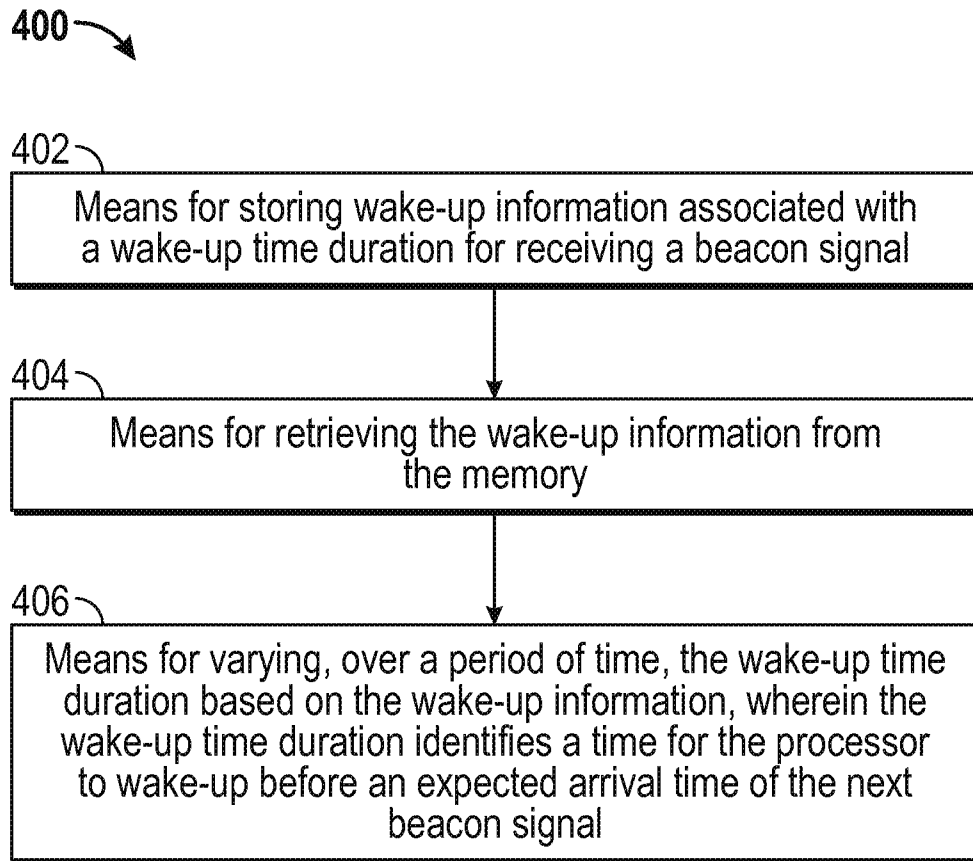 400
402
Means for storing wake-up information associated with
a wake-up time duration for receiving a beacon signal
404
Means for retrieving the wake-up information from
the memory
406
Means for varying, over a period of time, the wake-up time
duration based on the wake-up information, wherein the
wake-up time duration identifies a time for the processor
to wake-up before an expected arrival time of the next
beacon signal